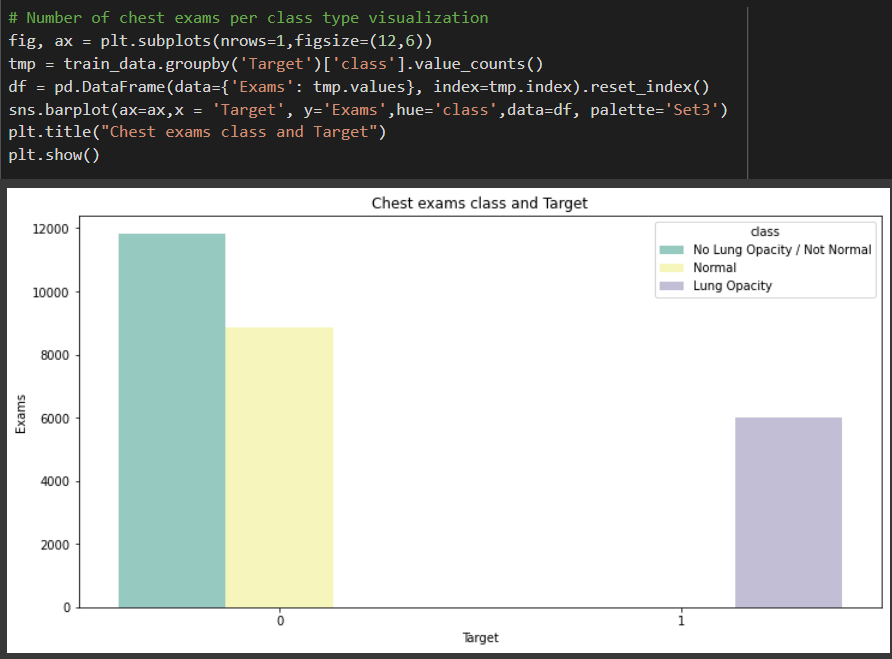 # Number of chest exams per class type visualization
fig, ax = plt.subplots(nrows=1,figsize=(12,6))
tmp = train_data.groupby('Target')['class'].value_counts()
df = pd.DataFrame(data={'Exams': tmp.values}, index=tmp.index).reset_index()
sns.barplot(ax=ax,x = 'Target', y='Exams',hue='class',data=df, palette='Set3')
plt.title("Chest exams class and Target")
plt.show()
Chest exams class and Target
class
No Lung Opacity / Not Normal
Normal
Lung Opacity
12000
10000
8000
6000
4000
2000
0
Exams
0
1
Target